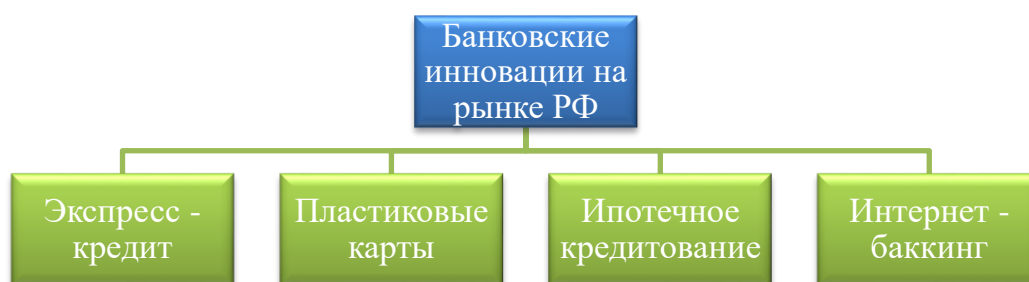 Банковские
инновации на
рынке РФ
Экспресс -
кредит
Пластиковые
карты
Ипотечное
кредитование
Интернет -
баккинг